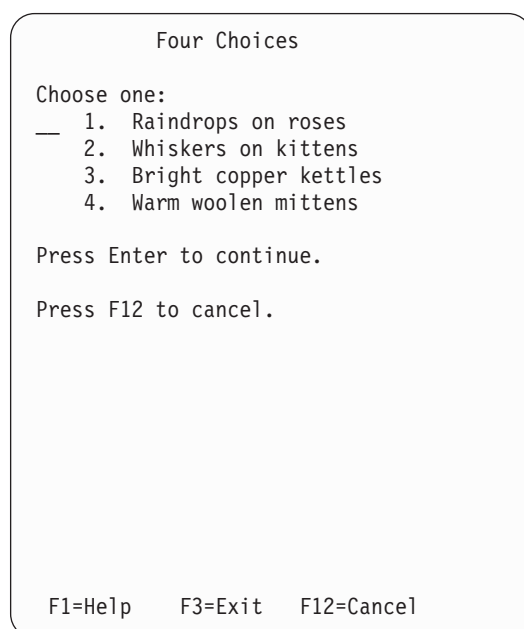 Four Choices
Choose one:
__ 1. Raindrops on roses
2. Whiskers on kittens
3. Bright copper kettles
4. Warm woolen mittens
Press Enter to continue.
Press F12 to cancel.
F1=Help F3=Exit F12=Cancel